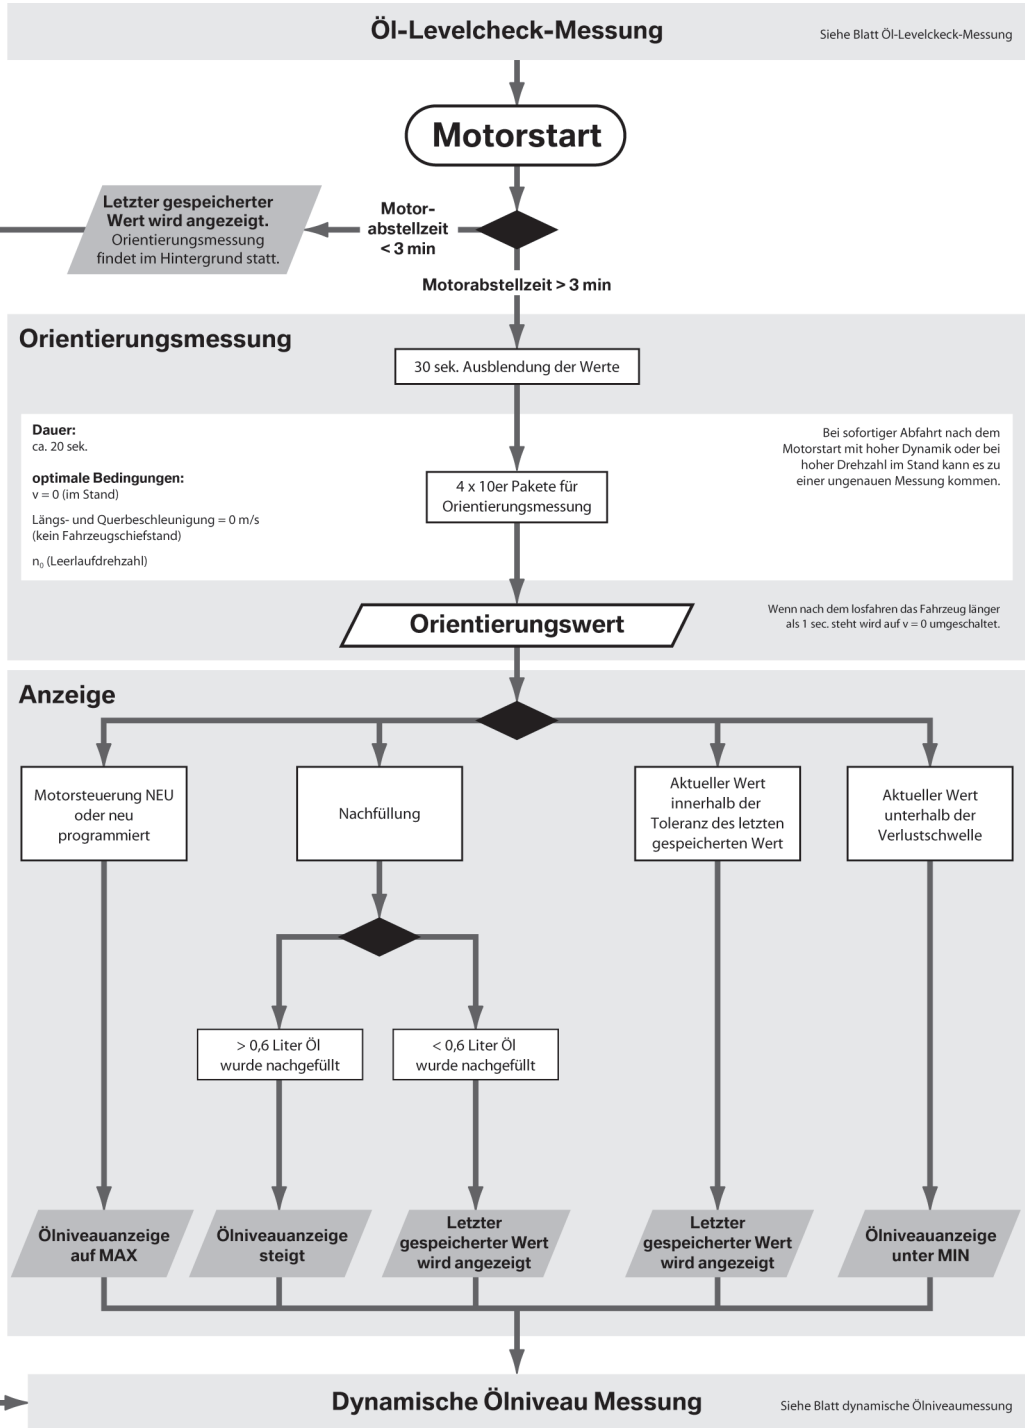 Öl-Levelcheck-Messung
Siehe Blatt Öl-Levelckeck-Messung
Motorstart
Letzter gespeicherter
Wert wird angezeigt.
Orientierungsmessung
findet im Hintergrund statt.
Motor-
abstellzeit
< 3 min
Motorabstellzeit > 3 min
Orientierungsmessung
30 sek. Ausblendung der Werte
Dauer:
ca. 20 sek.
optimale Bedingungen:
v = 0 (im Stand)
Längs- und Querbeschleunigung = 0 m/s
(kein Fahrzeugschiefstand)
n₀ (Leerlaufdrehzahl)
4 x 10er Pakete für
Orientierungsmessung
Bei sofortiger Abfahrt nach dem
Motorstart mit hoher Dynamik oder bei
hoher Drehzahl im Stand kann es zu
einer ungenauen Messung kommen.
Orientierungswert
Wenn nach dem losfahren das Fahrzeug länger
als 1 sec. steht wird auf v = 0 umgeschaltet.
Anzeige
Motorsteuerung NEU
oder neu
programmiert
Nachfüllung
Aktueller Wert
innerhalb der
Toleranz des letzten
gespeicherten Wert
Aktueller Wert
unterhalb der
Verlustschwelle
> 0,6 Liter Öl
wurde nachgefüllt
< 0,6 Liter Öl
wurde nachgefüllt
Ölniveauanzeige
auf MAX
Ölniveauanzeige
steigt
Letzter
gespeicherter Wert
wird angezeigt
Letzter
gespeicherter Wert
wird angezeigt
Ölniveauanzeige
unter MIN
Dynamische Ölniveau Messung
Siehe Blatt dynamische Ölniveaumessung